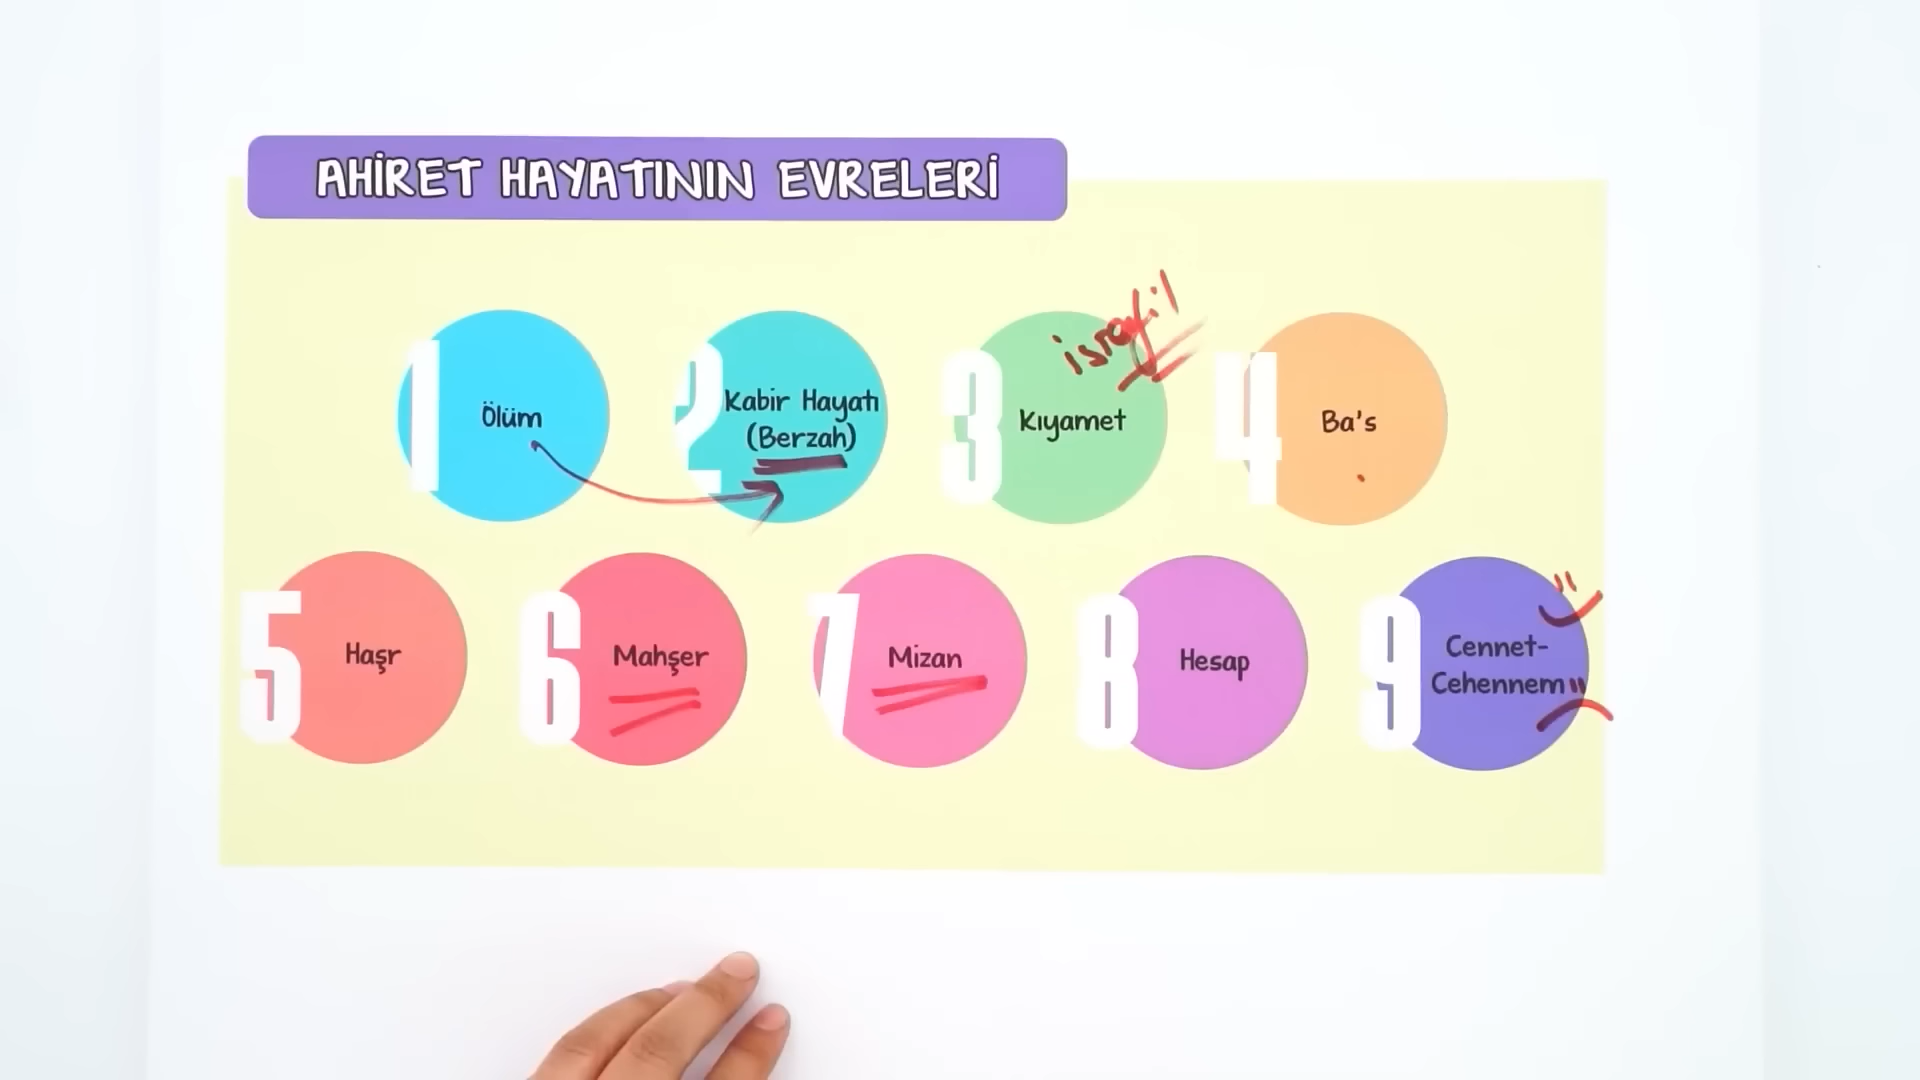 AHİRET HAYATININ EVRELERİ
israfil
1
Ölüm
2
Kabir Hayatı
(Berzah)
3
Kıyamet
4
Ba's
5
Haşr
6
Mahşer
7
Mizan
8
Hesap
9
Cennet-
Cehennem